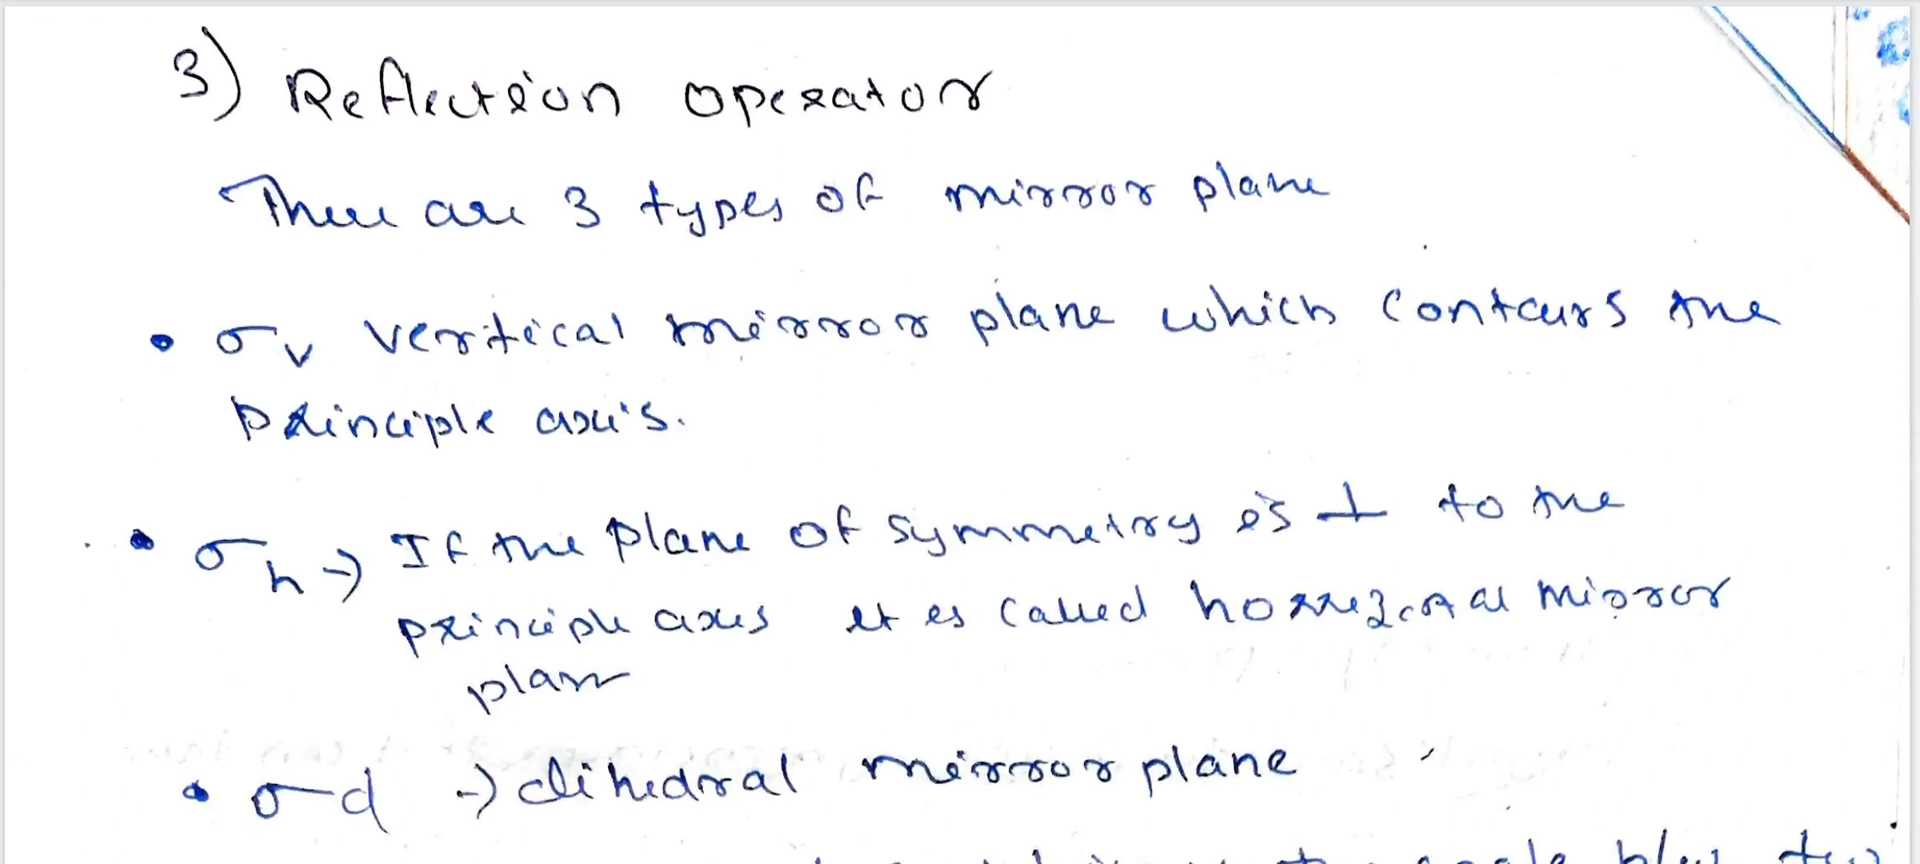 3) Reflection operator
There are 3 types of mirror plane
• σv vertical mirror plane which contains the
principle axis.
• σh → If the plane of symmetry is ⊥ to the
principle axis it is called horizontal mirror
plane
• σd → dihedral mirror plane
angle b/w two